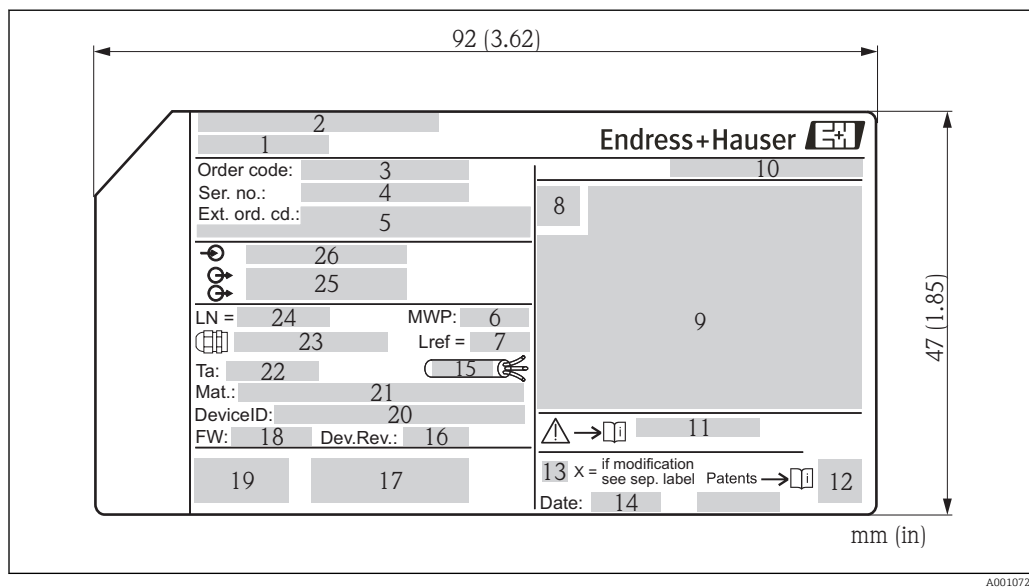 92 (3.62)
2
1
Endress+Hauser
10
Order code: 3
Ser. no.: 4
Ext. ord. cd.: 5
8
26
25
9
47 (1.85)
LN = 24 MWP: 6
23 Lref = 7
Ta: 22 15
Mat.: 21
DeviceID: 20
FW: 18 Dev.Rev.: 16
11
19 17
13 X = if modification
see sep. label Patents i 12
Date: 14
mm (in)
A001072